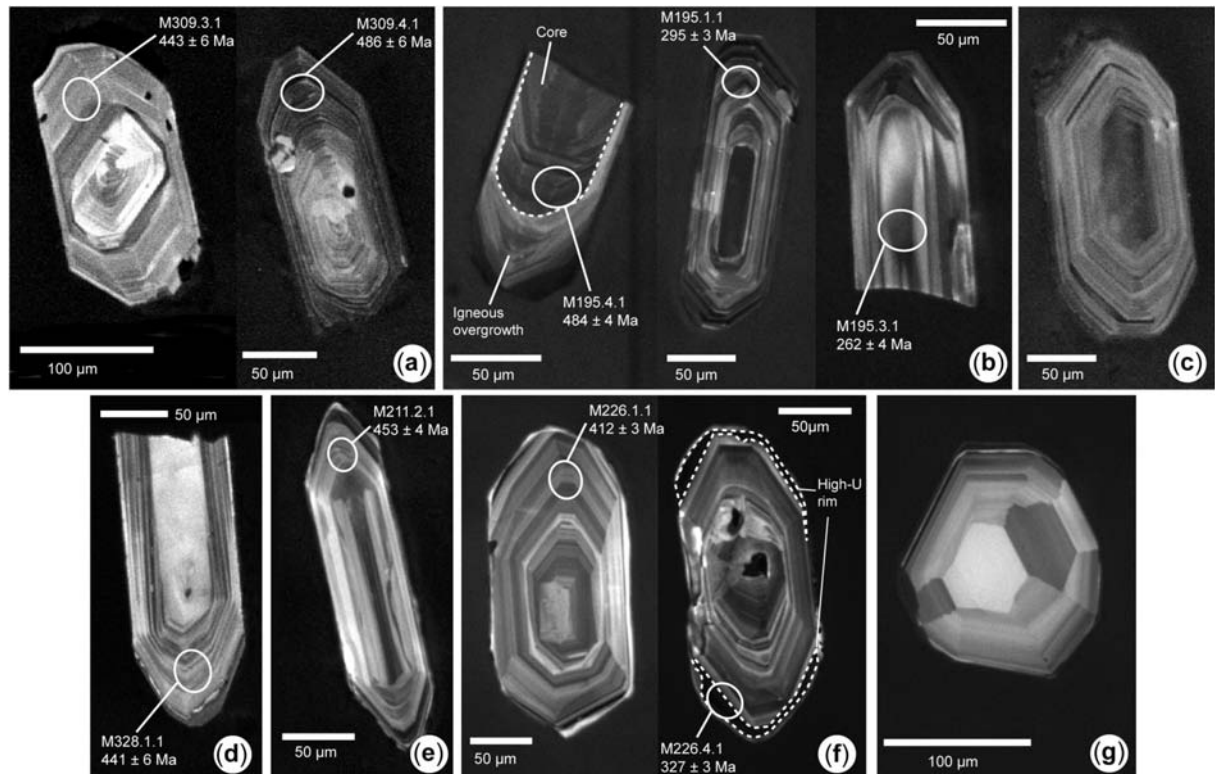 M309.3.1
443 ± 6 Ma
M309.4.1
486 ± 6 Ma
100 µm
50 µm
(a)
Core
M195.1.1
295 ± 3 Ma
50 µm
Igneous
overgrowth
M195.4.1
484 ± 4 Ma
M195.3.1
262 ± 4 Ma
50 µm
50 µm
(b)
50 µm
(c)
50 µm
M328.1.1
441 ± 6 Ma
(d)
M211.2.1
453 ± 4 Ma
50 µm
(e)
M226.1.1
412 ± 3 Ma
50µm
High-U
rim
50 µm
M226.4.1
327 ± 3 Ma
(f)
100 µm
(g)